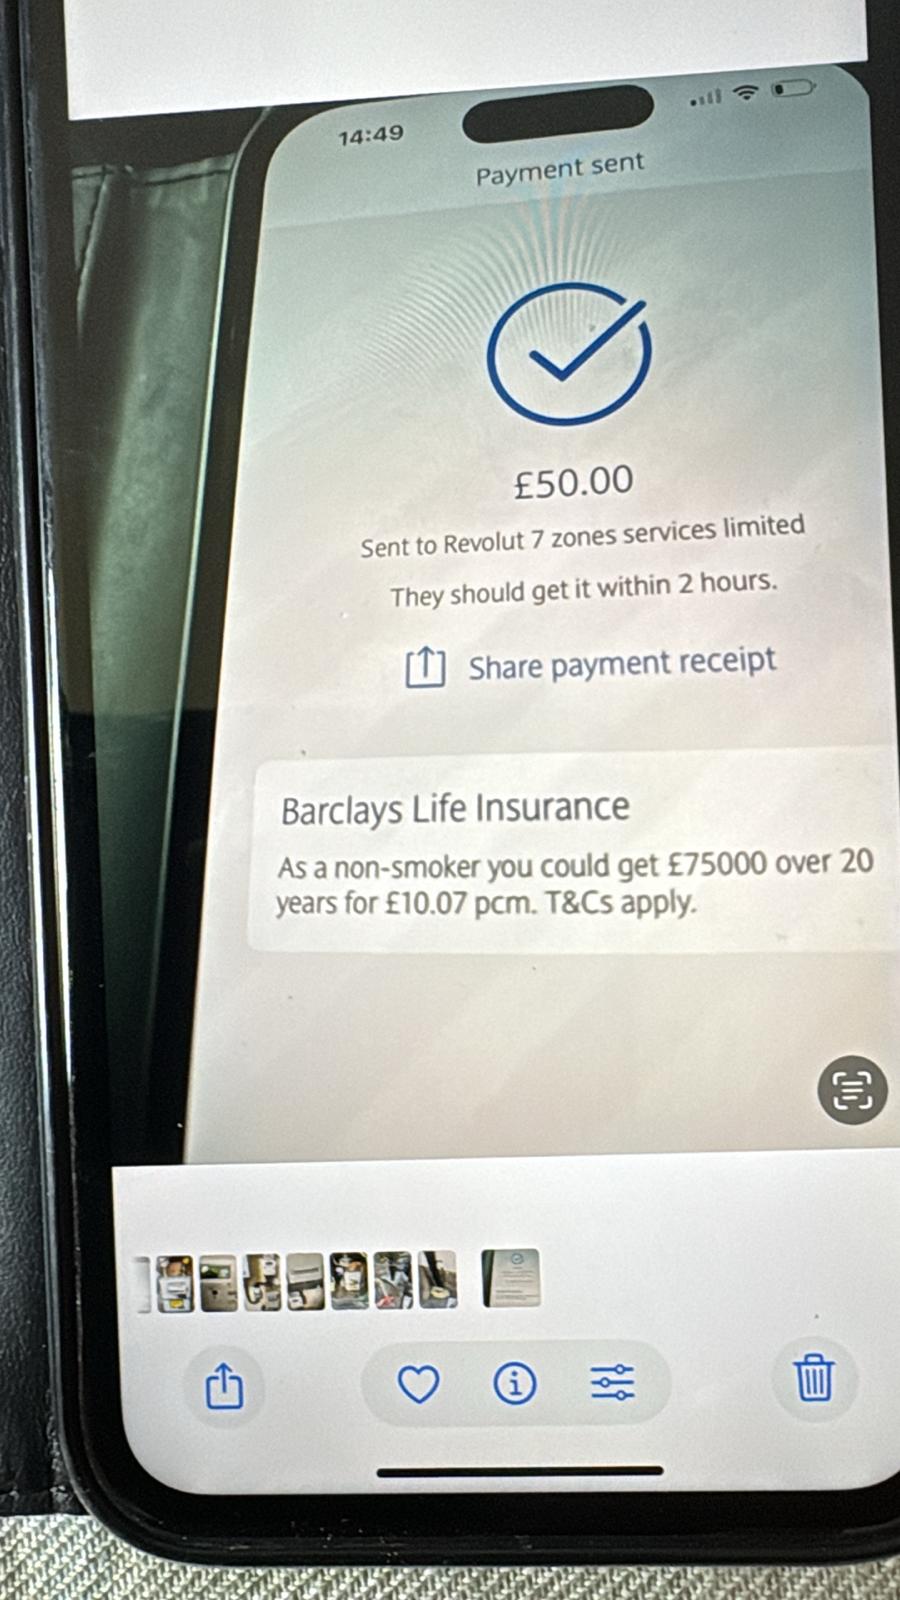 14:49
Payment sent
£50.00
Sent to Revolut 7 zones services limited
They should get it within 2 hours.
Share payment receipt
Barclays Life Insurance
As a non-smoker you could get £75000 over 20
years for £10.07 pcm. T&Cs apply.